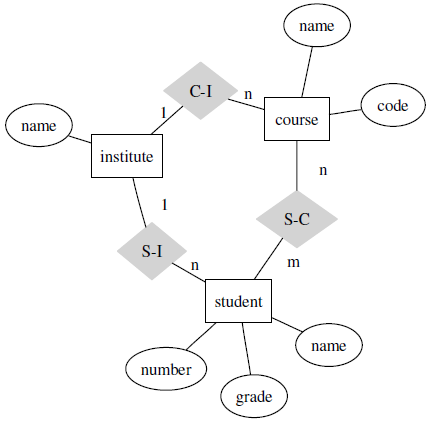 name
C-I
n
code
course
1
name
institute
n
1
S-C
S-I
n
m
student
name
number
grade